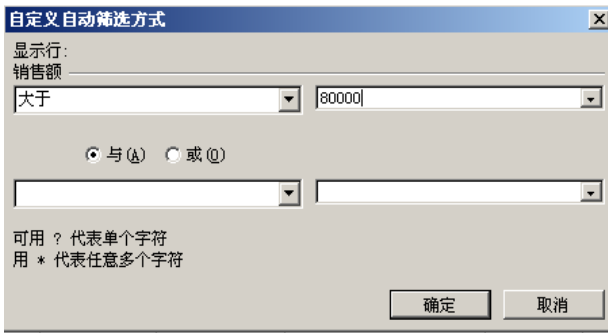 自定义自动筛选方式
显示行:
销售额
大于 80000
与(A) 或(O)
可用 ? 代表单个字符
用 * 代表任意多个字符
确定 取消